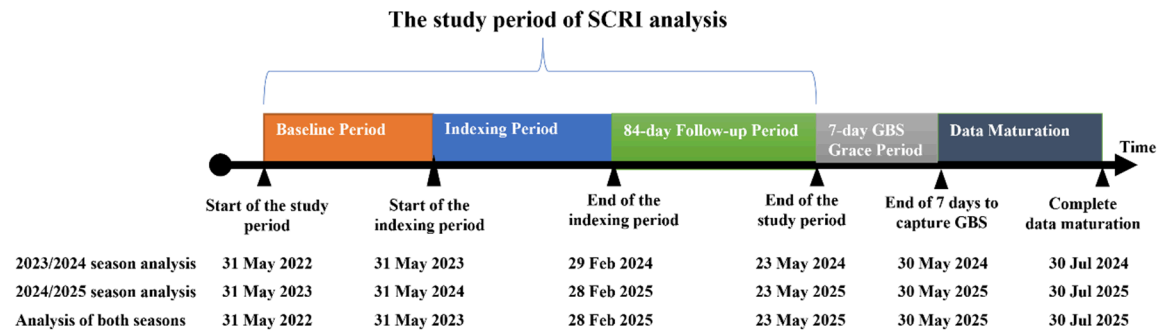 The study period of SCRI analysis
Baseline Period
Indexing Period
84-day Follow-up Period
7-day GBS
Grace Period
Data Maturation
Time
Start of the study
period
Start of the
indexing period
End of the
indexing period
End of the
study period
End of 7 days to
capture GBS
Complete
data maturation
2023/2024 season analysis 31 May 2022 31 May 2023 29 Feb 2024 23 May 2024 30 May 2024 30 Jul 2024
2024/2025 season analysis 31 May 2023 31 May 2024 28 Feb 2025 23 May 2025 30 May 2025 30 Jul 2025
Analysis of both seasons 31 May 2022 31 May 2023 28 Feb 2025 23 May 2025 30 May 2025 30 Jul 2025